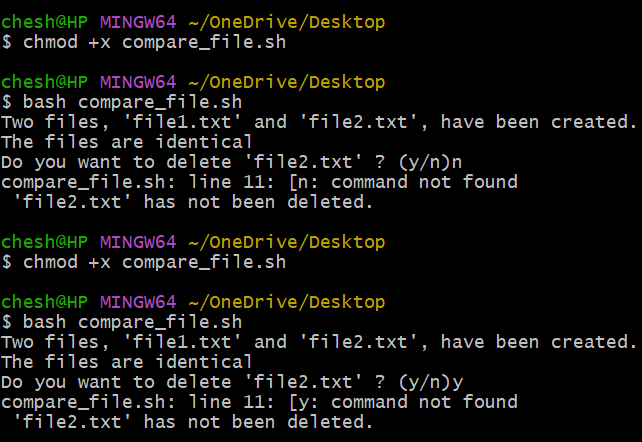 chesh@HP MINGW64 ~/OneDrive/Desktop
$ chmod +x compare_file.sh
chesh@HP MINGW64 ~/OneDrive/Desktop
$ bash compare_file.sh
Two files, 'file1.txt' and 'file2.txt', have been created.
The files are identical
Do you want to delete 'file2.txt' ? (y/n)n
compare_file.sh: line 11: [n: command not found
 'file2.txt' has not been deleted.
chesh@HP MINGW64 ~/OneDrive/Desktop
$ chmod +x compare_file.sh
chesh@HP MINGW64 ~/OneDrive/Desktop
$ bash compare_file.sh
Two files, 'file1.txt' and 'file2.txt', have been created.
The files are identical
Do you want to delete 'file2.txt' ? (y/n)y
compare_file.sh: line 11: [y: command not found
 'file2.txt' has not been deleted.